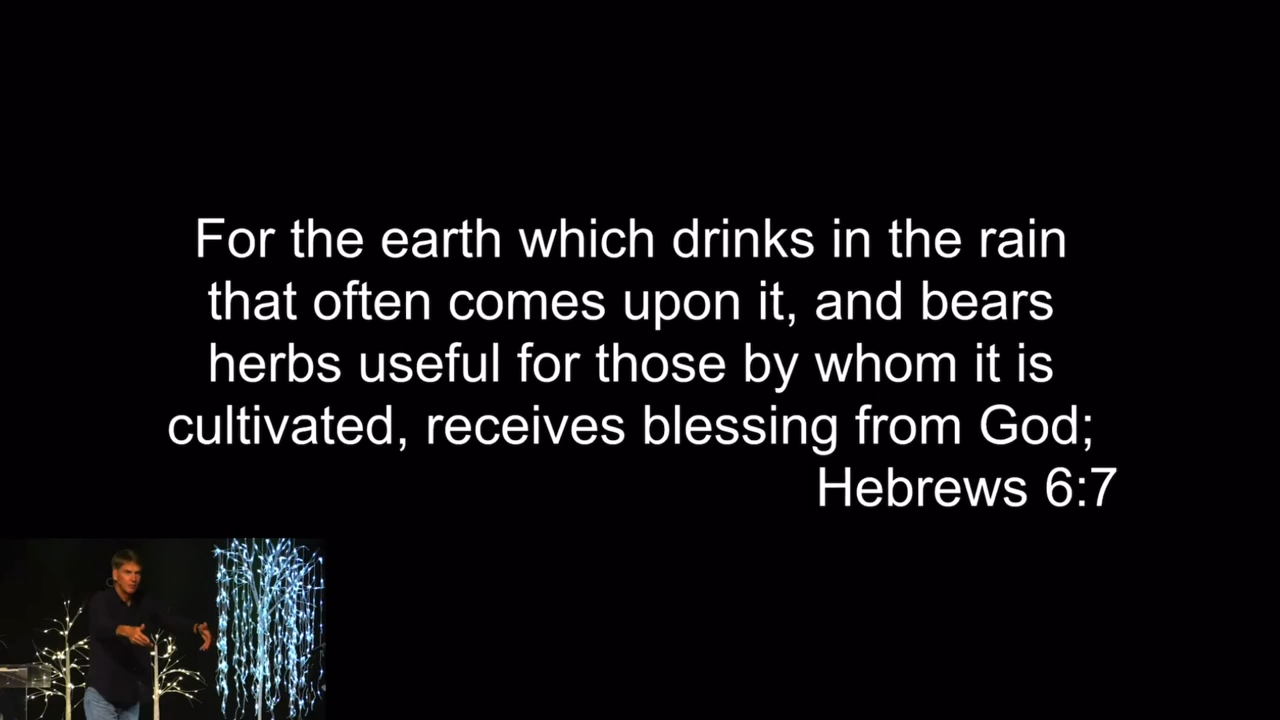 For the earth which drinks in the rain
that often comes upon it, and bears
herbs useful for those by whom it is
cultivated, receives blessing from God;
Hebrews 6:7